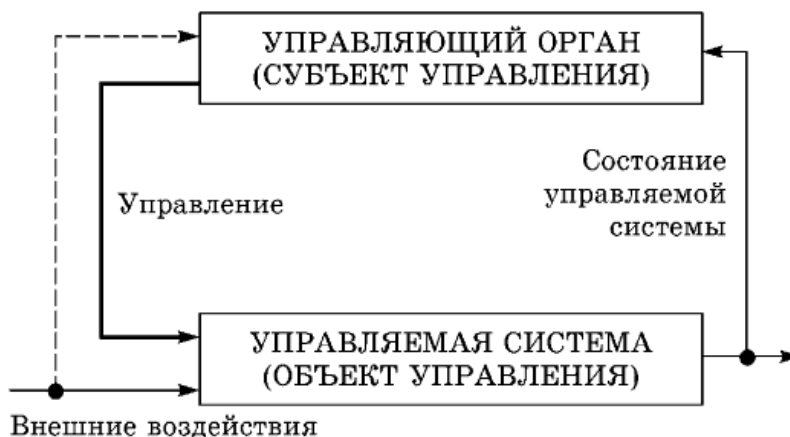 УПРАВЛЯЮЩИЙ ОРГАН
(СУБЪЕКТ УПРАВЛЕНИЯ)
Управление
Состояние
управляемой
системы
УПРАВЛЯЕМАЯ СИСТЕМА
(ОБЪЕКТ УПРАВЛЕНИЯ)
Внешние воздействия